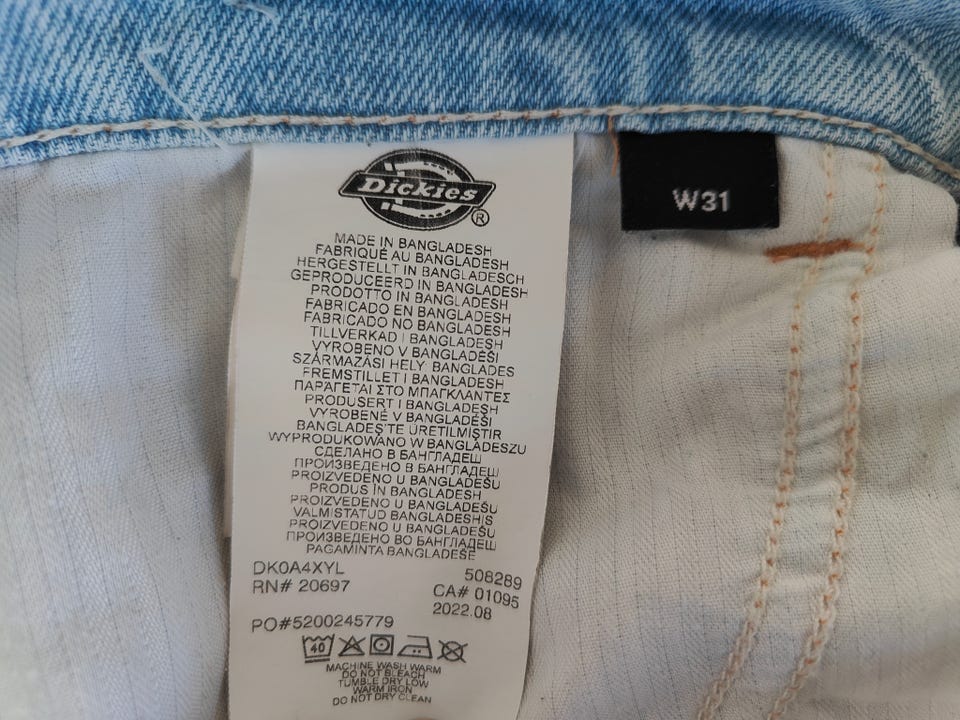 Dickies®
W31
MADE IN BANGLADESH
FABRIQUÉ AU BANGLADESH
HERGESTELLT IN BANGLADESCH
GEPRODUCEERD IN BANGLADESH
PRODOTTO IN BANGLADESH
FABRICADO EN BANGLADESH
FABRICADO NO BANGLADESH
TILLVERKAD I BANGLADESH
VYROBENO V BANGLADÉŠI
SZÁRMAZÁSI HELY BANGLADES
FREMSTILLET I BANGLADESH
ΠΑΡΑΓΕΤΑΙ ΣΤΟ ΜΠΑΓΚΛΑΝΤΕΣ
PRODUSERT I BANGLADESH
VYROBENÉ V BANGLADÉŠI
BANGLADEŞ'TE ÜRETİLMİŞTİR
WYPRODUKOWANO W BANGLADESZU
СДЕЛАНО В БАНГЛАДЕШ
ПРОИЗВЕДЕНО В БАНГЛАДЕШ
PROIZVEDENO U BANGLADEŠU
PRODUS ÎN BANGLADESH
PROIZVEDENO U BANGLADEŠU
VALMISTATUD BANGLADESHIS
PROIZVEDENO U BANGLADEŠU
ПРОИЗВЕДЕНО ВО БАНГЛАДЕШ
PAGAMINTA BANGLADEŠE
DK0A4XYL 508289
RN# 20697 CA# 01095
2022.08
PO#5200245779
40
MACHINE WASH WARM
DO NOT BLEACH
TUMBLE DRY LOW
WARM IRON
DO NOT DRY CLEAN